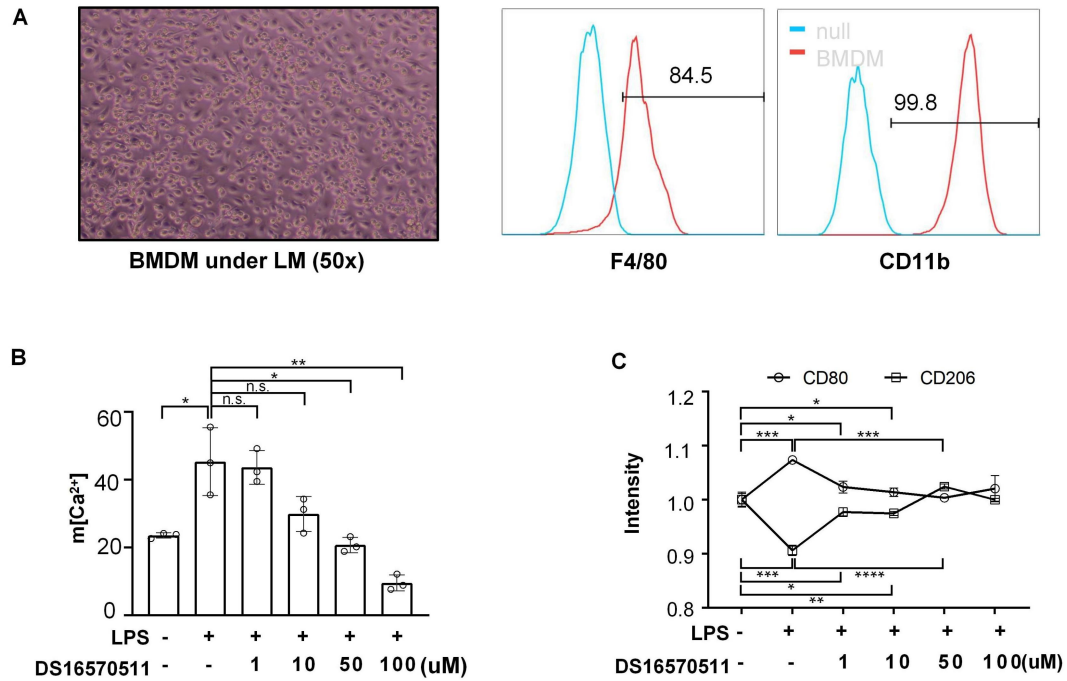 A
null
BMDM
84.5
99.8
BMDM under LM (50x)
F4/80
CD11b
B
**
*
n.s.
n.s.
*
60
40
20
0
m[Ca²⁺]
LPS - + + + + +
DS16570511 - - 1 10 50 100 (uM)
C
CD80 CD206
*
*
*** ***
1.2
1.1
1.0
0.9
0.8
Intensity
*** ****
*
**
LPS - + + + + +
DS16570511 - - 1 10 50 100(uM)